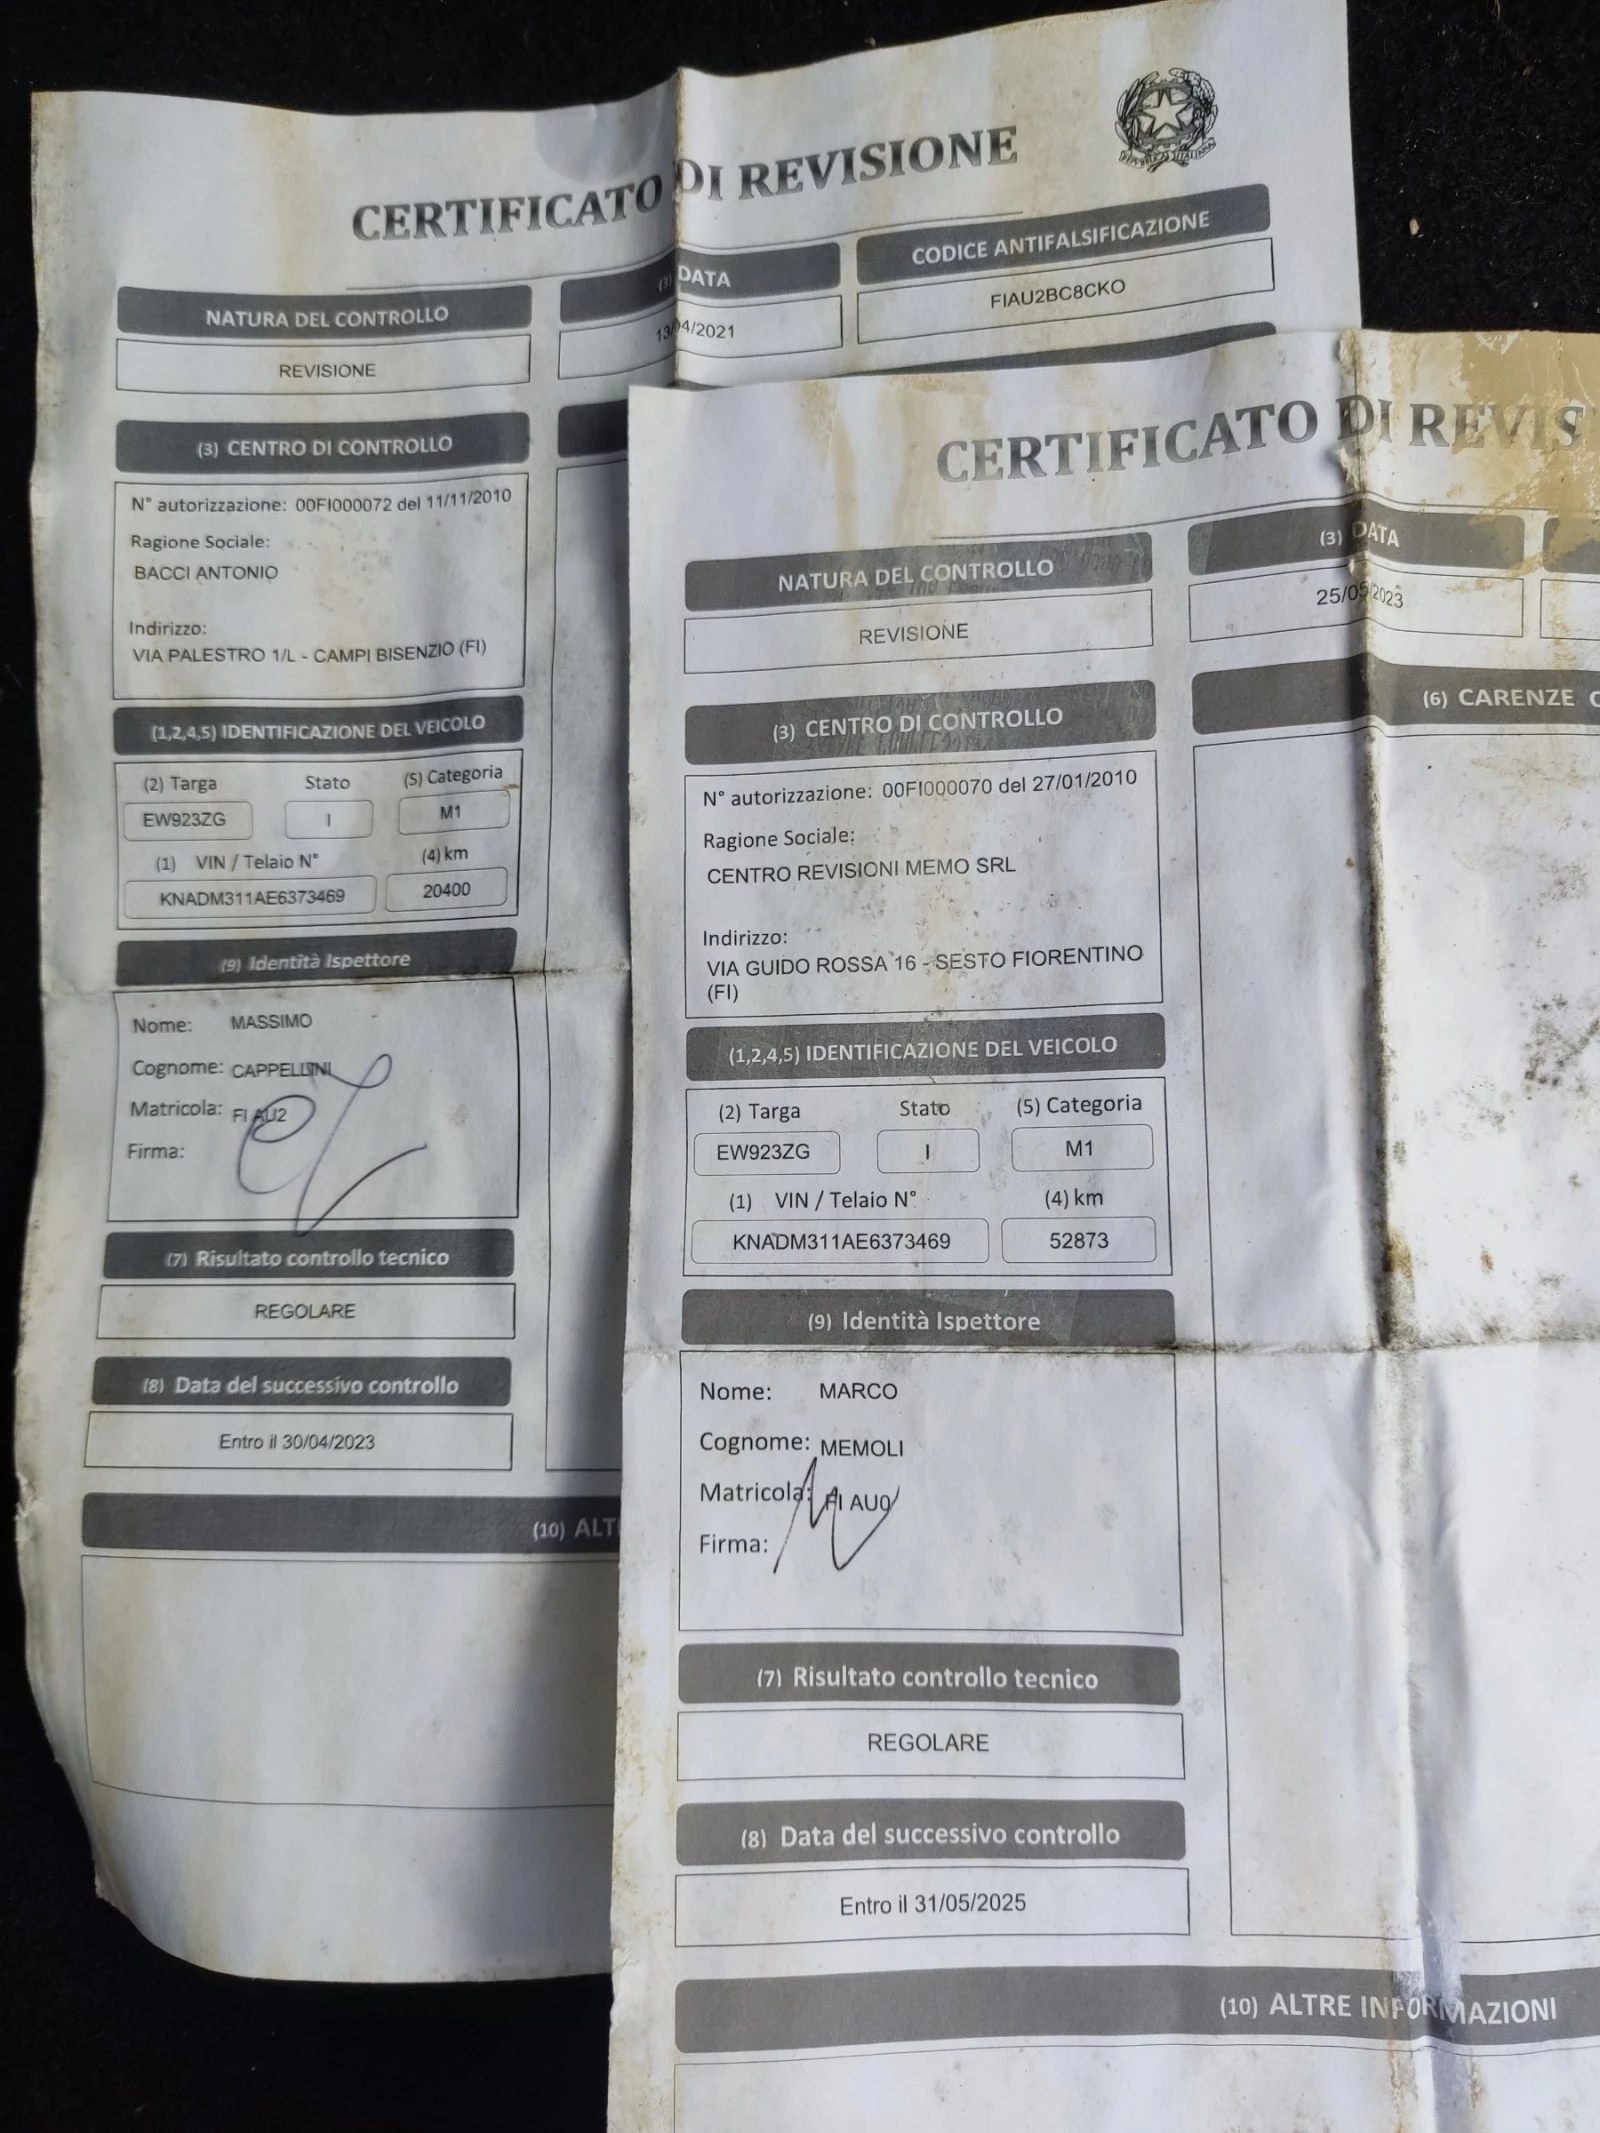 CERTIFICATO DI REVISIONE
REPVBBLICA ITALIANA
NATURA DEL CONTROLLO
REVISIONE
(3) DATA
13/04/2021
CODICE ANTIFALSIFICAZIONE
FIAU2BC8CKO
(3) CENTRO DI CONTROLLO
N° autorizzazione: 00FI000072 del 11/11/2010
Ragione Sociale:
BACCI ANTONIO
Indirizzo:
VIA PALESTRO 1/L - CAMPI BISENZIO (FI)
(1,2,4,5) IDENTIFICAZIONE DEL VEICOLO
(2) Targa Stato (5) Categoria
EW923ZG I M1
(1) VIN / Telaio N° (4) km
KNADM311AE6373469 20400
(9) Identità Ispettore
Nome: MASSIMO
Cognome: CAPPELLINI
Matricola: FI AU2
Firma:
(7) Risultato controllo tecnico
REGOLARE
(8) Data del successivo controllo
Entro il 30/04/2023
(10) ALT
CERTIFICATO DI REVIS
NATURA DEL CONTROLLO
REVISIONE
(3) DATA
25/05/2023
(3) CENTRO DI CONTROLLO
N° autorizzazione: 00FI000070 del 27/01/2010
Ragione Sociale:
CENTRO REVISIONI MEMO SRL
Indirizzo:
VIA GUIDO ROSSA 16 - SESTO FIORENTINO
(FI)
(6) CARENZE
(1,2,4,5) IDENTIFICAZIONE DEL VEICOLO
(2) Targa Stato (5) Categoria
EW923ZG I M1
(1) VIN / Telaio N° (4) km
KNADM311AE6373469 52873
(9) Identità Ispettore
Nome: MARCO
Cognome: MEMOLI
Matricola: FI AU0
Firma:
(7) Risultato controllo tecnico
REGOLARE
(8) Data del successivo controllo
Entro il 31/05/2025
(10) ALTRE INFORMAZIONI